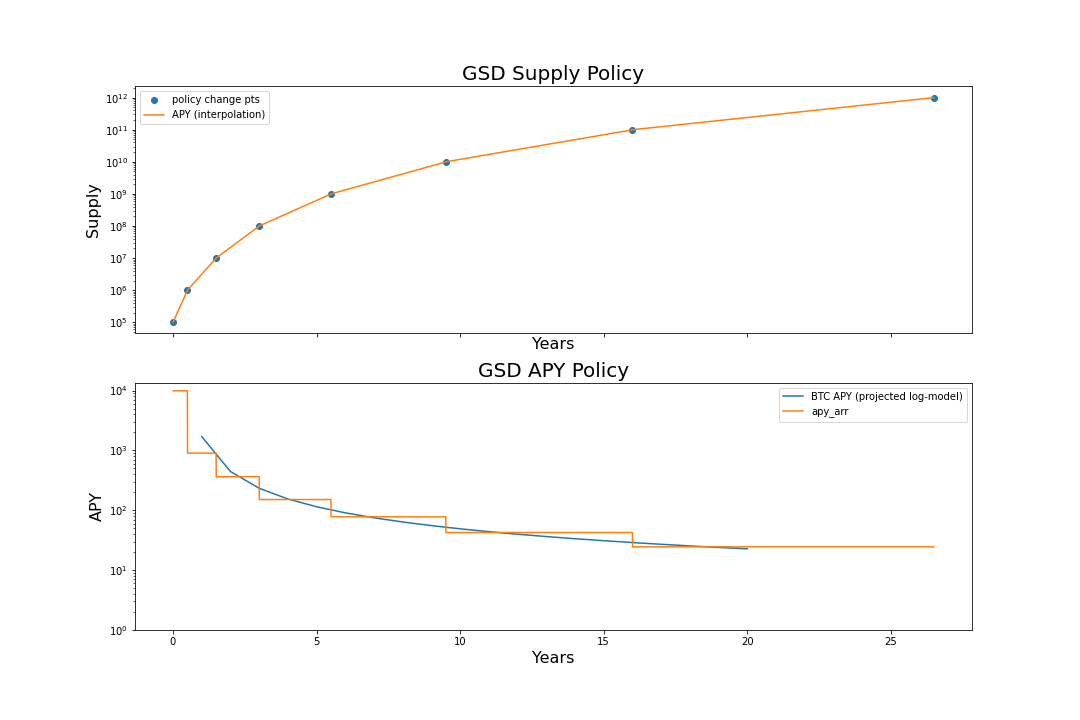 GSD Supply Policy
policy change pts
APY (interpolation)
Supply
10¹²
10¹¹
10¹⁰
10⁹
10⁸
10⁷
10⁶
10⁵
Years
GSD APY Policy
BTC APY (projected log-model)
apy_arr
APY
10⁴
10³
10²
10¹
10⁰
0 5 10 15 20 25
Years